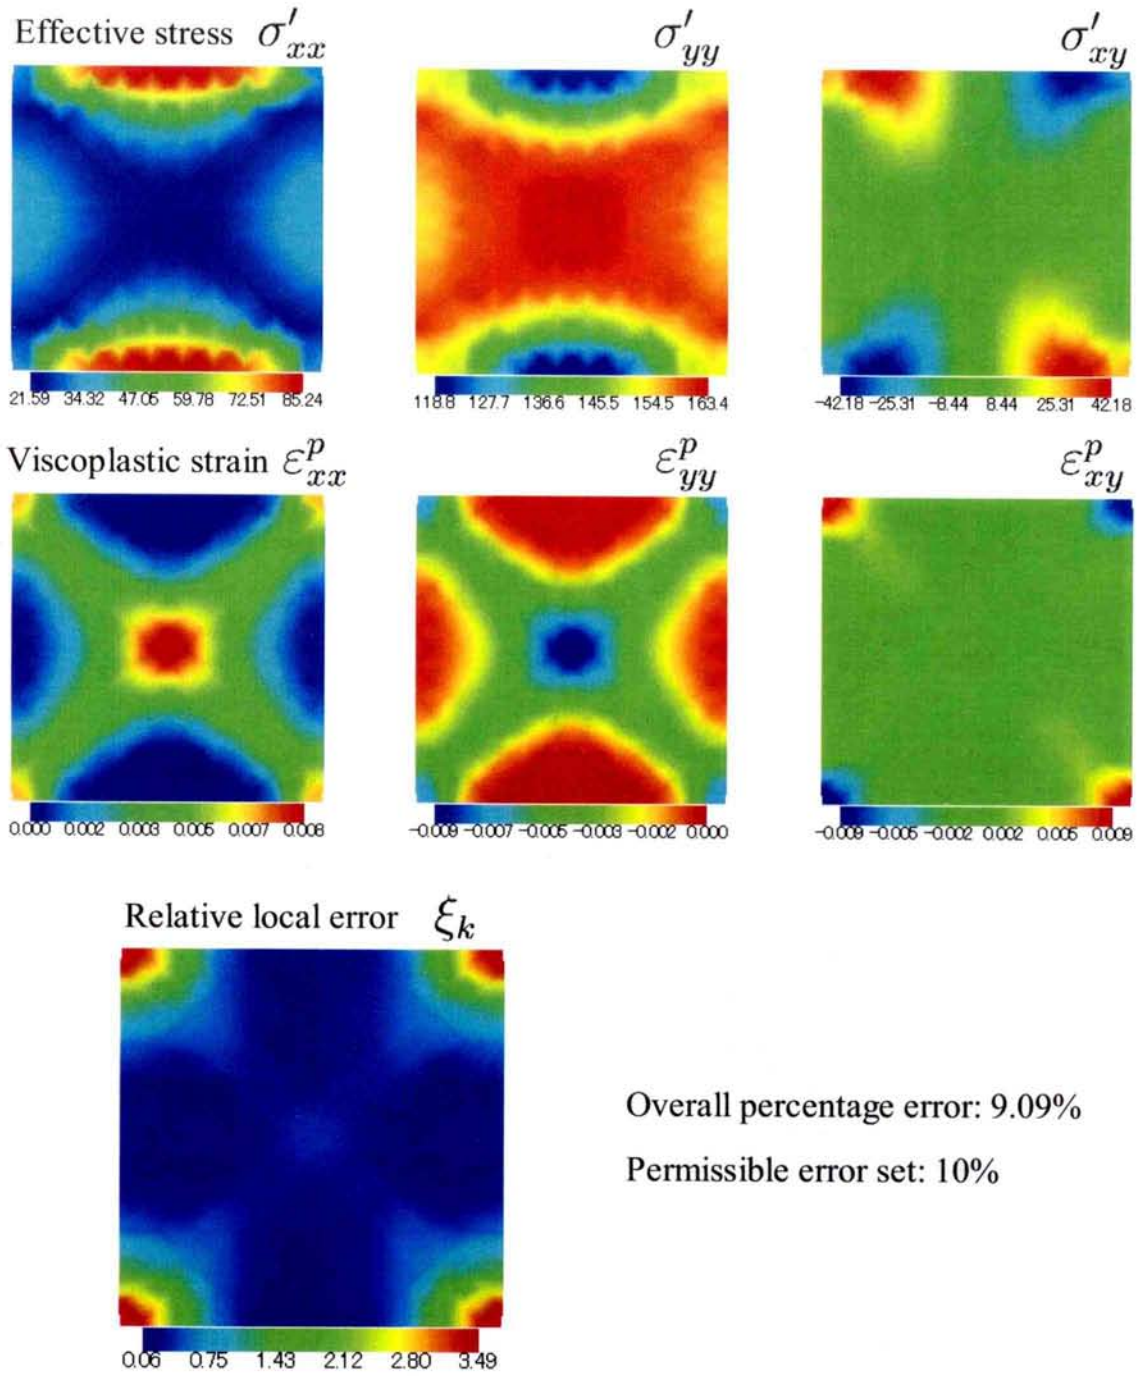 Effective stress σ′xx σ′yy σ′xy
21.59 34.32 47.05 59.78 72.51 85.24
118.8 127.7 136.6 145.5 154.5 163.4
-42.18 -25.31 -8.44 8.44 25.31 42.18
Viscoplastic strain εᵖxx εᵖyy εᵖxy
0.000 0.002 0.003 0.005 0.007 0.008
-0.009 -0.007 -0.005 -0.003 -0.002 0.000
-0.009 -0.005 -0.002 0.002 0.005 0.009
Relative local error ξk
Overall percentage error: 9.09%
Permissible error set: 10%
0.06 0.75 1.43 2.12 2.80 3.49